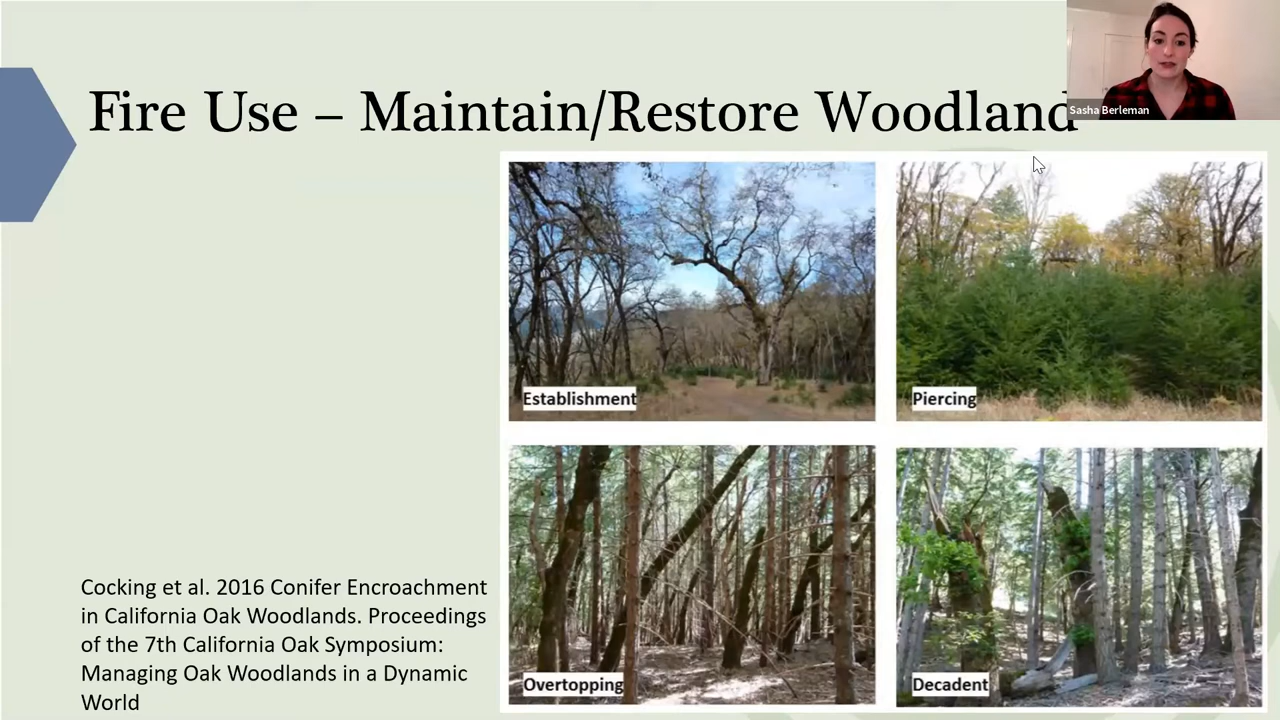 Fire Use – Maintain/Restore Woodland
Sasha Berleman
Establishment
Piercing
Overtopping
Decadent
Cocking et al. 2016 Conifer Encroachment
in California Oak Woodlands. Proceedings
of the 7th California Oak Symposium:
Managing Oak Woodlands in a Dynamic
World